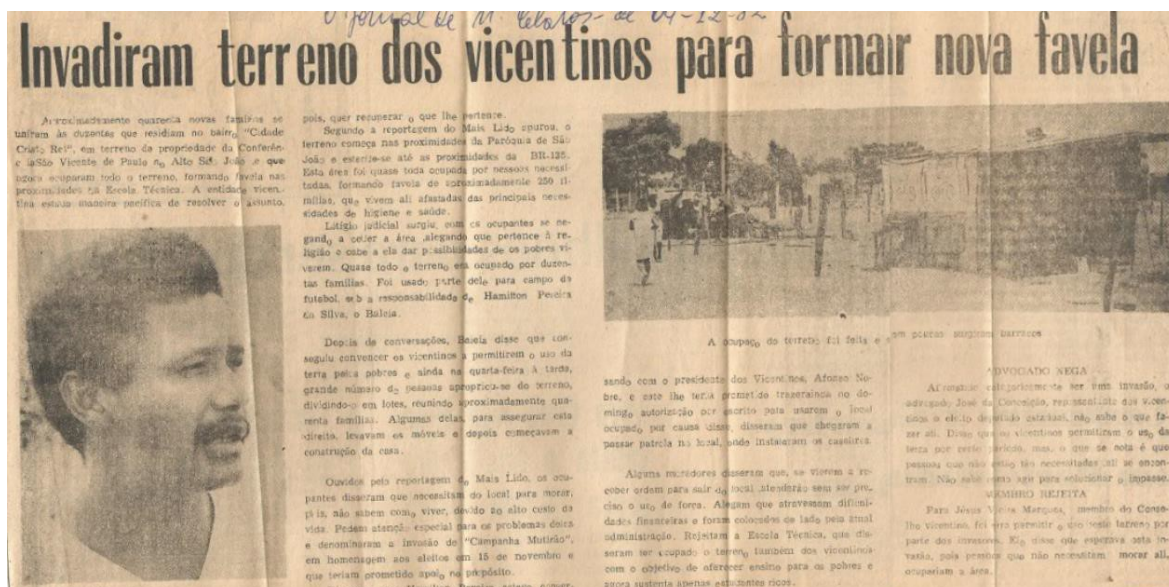 O Jornal de M. Claros - de 04-12-82
Invadiram terreno dos vicentinos para formar nova favela
Aproximadamente quarenta novas famílias se
uniram às duzentas que residiam no bairro "Cidade
Cristo Rei", em terreno de propriedade da Conferên-
cia São Vicente de Paulo no Alto São João e que
agora ocuparam todo o terreno, formando favela nas
proximidades da Escola Técnica. A entidade vicen-
tina estuda maneira pacífica de resolver o assunto,
pois, quer recuperar o que lhe pertence.
Segundo a reportagem do Mais Lido apurou, o
terreno começa nas proximidades da Paróquia de São
João e estende-se até as proximidades da BR-135.
Esta área foi quase toda ocupada por pessoas necessi-
tadas, formando favela de aproximadamente 250 fa-
mílias, que vivem ali afastadas das principais neces-
sidades de higiene e saúde.
Litígio judicial surgiu, com os ocupantes se ne-
gando a ceder a área, alegando que pertence à re-
ligião e cabe a ela dar possibilidades de os pobres vi-
verem. Quase todo o terreno era ocupado por duzen-
tas famílias. Foi usado parte dele para campo de
futebol, sob a responsabilidade de Hamilton Pereira
da Silva, o Baleia.
Depois de conversações, Baleia disse que con-
seguiu convencer os vicentinos a permitirem o uso da
terra pelos pobres e ainda na quarta-feira à tarde,
grande número de pessoas apropriou-se do terreno,
dividindo-o em lotes, reunindo aproximadamente qua-
renta famílias. Algumas delas, para assegurar este
direito, levavam os móveis e depois começavam a
construção da casa.
Ouvidos pela reportagem do Mais Lido, os ocu-
pantes disseram que necessitam do local para morar,
pois, não sabem como viver, devido ao alto custo da
vida. Pedem atenção especial para os problemas deles
e denominaram a invasão de "Campanha Mutirão",
em homenagem aos eleitos em 15 de novembro e
que teriam prometido apoio no propósito.
A ocupação do terreno foi feita e em poucas surgiram barracos
sando com o presidente dos Vicentinos, Afonso No-
bre, e este lhe teria prometido trazer ainda no do-
mingo autorização por escrito para usarem o local
ocupado por causa disso, disseram que chegaram a
passar patrola no local, onde instalaram os casebres.
Alguns moradores disseram que, se vierem a re-
ceber ordem para sair do local atenderão sem ser pre-
ciso o uso de força. Alegam que atravessam dificul-
dades financeiras e foram colocados de lado pela atual
administração. Rejeitam a Escola Técnica, que dis-
seram ter ocupado o terreno também dos vicentinos
com o objetivo de oferecer ensino para os pobres e
agora sustenta apenas estudantes ricos.
ADVOGADO NEGA
Afirmando categoricamente ser uma invasão, o
advogado José da Conceição, representante dos vicen-
tinos e eleito deputado estadual, não sabe o que fa-
zer ali. Disse que os vicentinos permitiram o uso da
terra por certo período, mas, o que se nota é que
pessoas que não estão tão necessitadas ali se encon-
tram. Não sabe como agir para solucionar o impasse.
MEMBRO REJEITA
Para Jésus Vieira Marques, membro do Conse-
lho vicentino, foi erro permitir o uso deste terreno por
parte dos invasores. Ele disse que esperava esta in-
vasão, pois pessoas que não necessitam morar ali,
ocupariam a área.